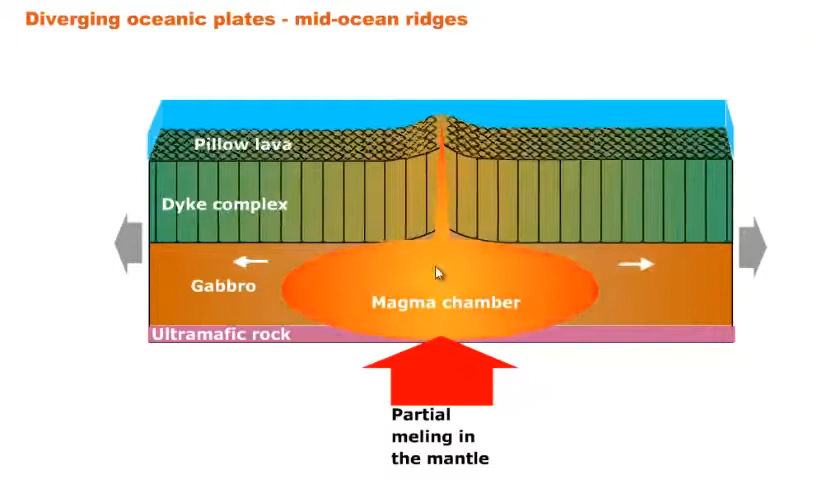 Diverging oceanic plates - mid-ocean ridges
Pillow lava
Dyke complex
Gabbro
Magma chamber
Ultramafic rock
Partial
meling in
the mantle